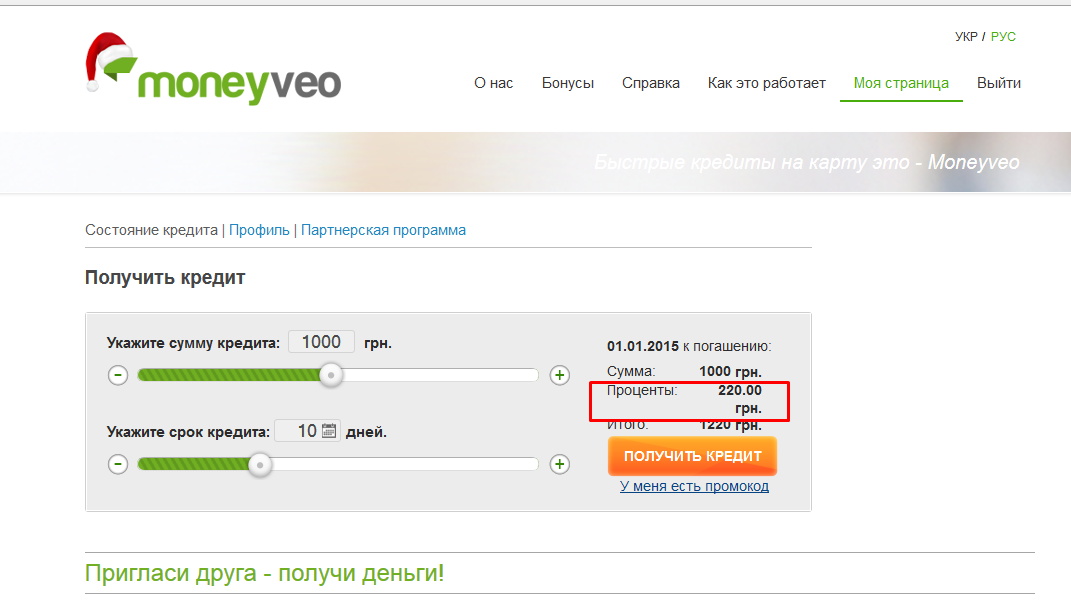 УКР / РУС
moneyveo
О нас Бонусы Справка Как это работает Моя страница Выйти
Быстрые кредиты на карту это - Moneyveo
Состояние кредита | Профиль | Партнерская программа
Получить кредит
Укажите сумму кредита: 1000 грн.
Укажите срок кредита: 10 дней.
01.01.2015 к погашению:
Сумма: 1000 грн.
Проценты: 220.00
грн.
Итого: 1220 грн.
ПОЛУЧИТЬ КРЕДИТ
У меня есть промокод
Пригласи друга - получи деньги!